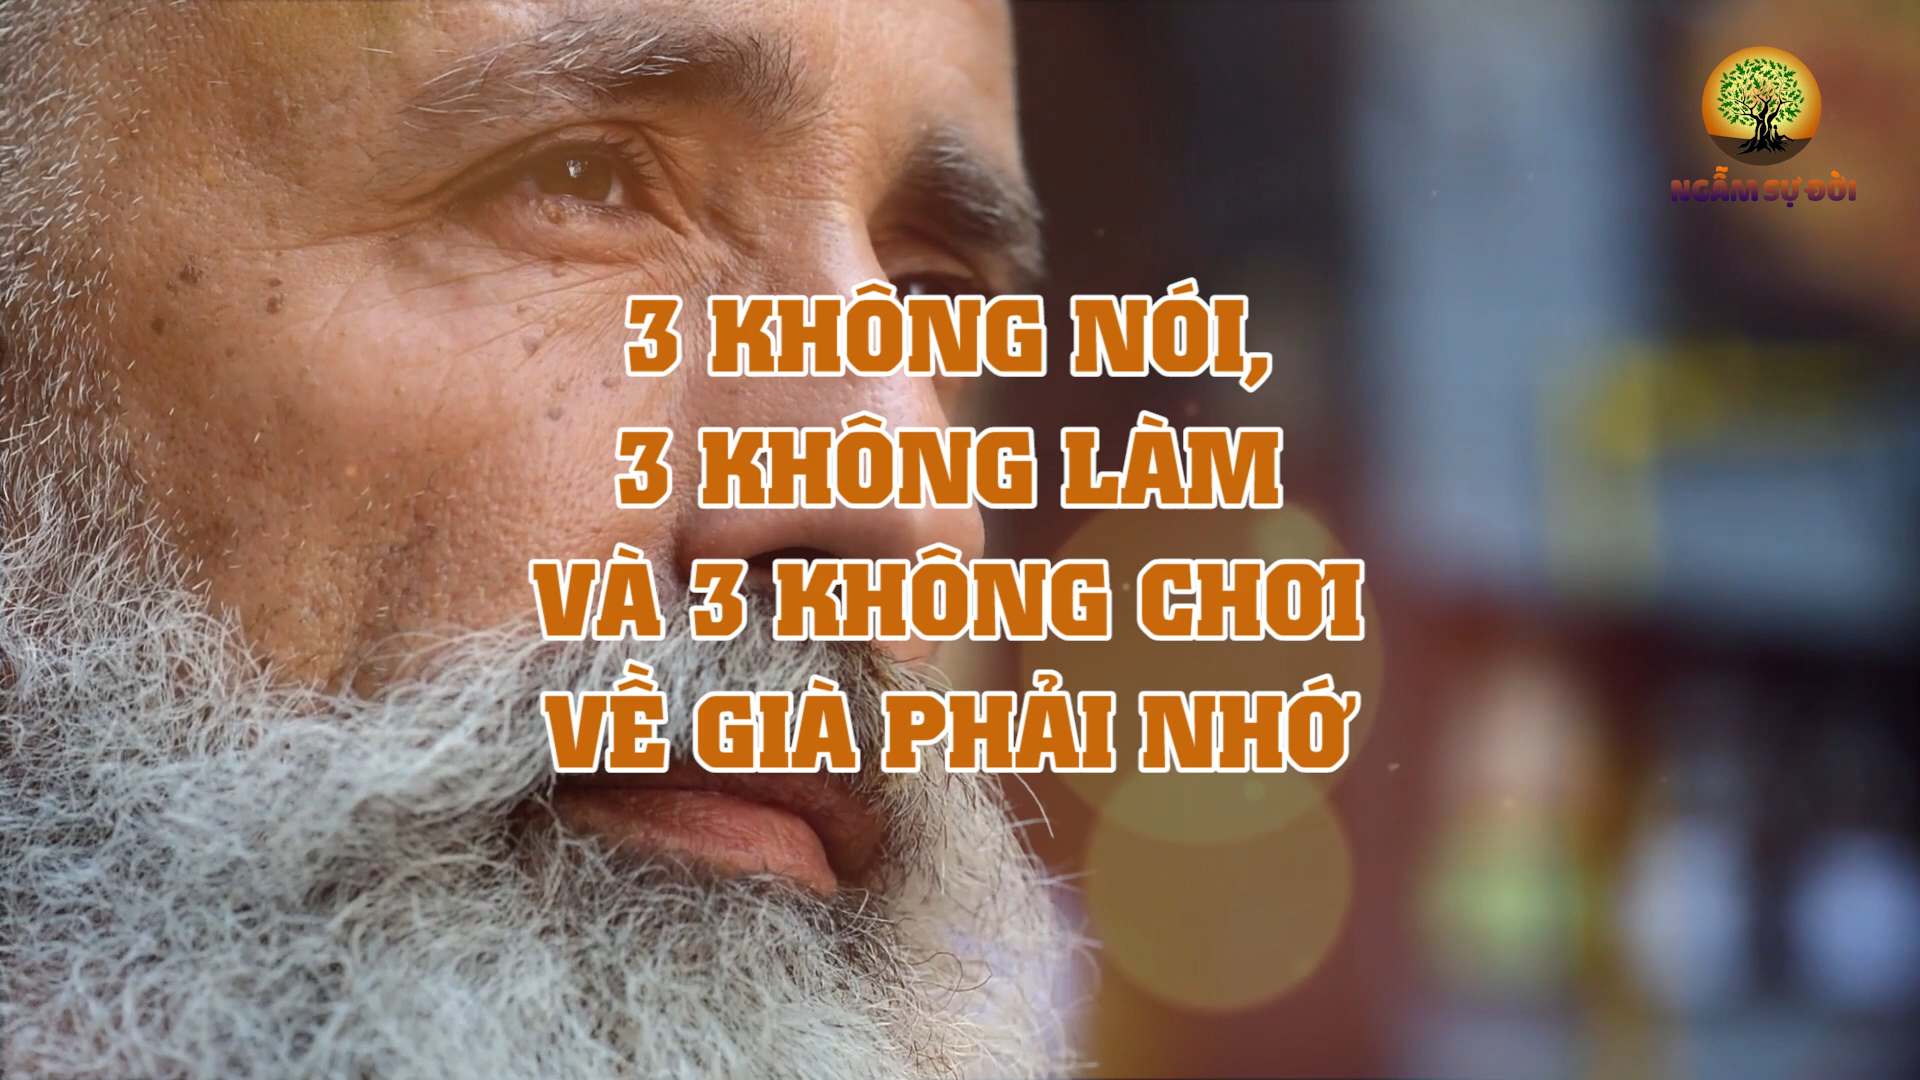 NGẪM SỰ ĐỜI
3 KHÔNG NÓI,
3 KHÔNG LÀM
VÀ 3 KHÔNG CHƠI
VỀ GIÀ PHẢI NHỚ